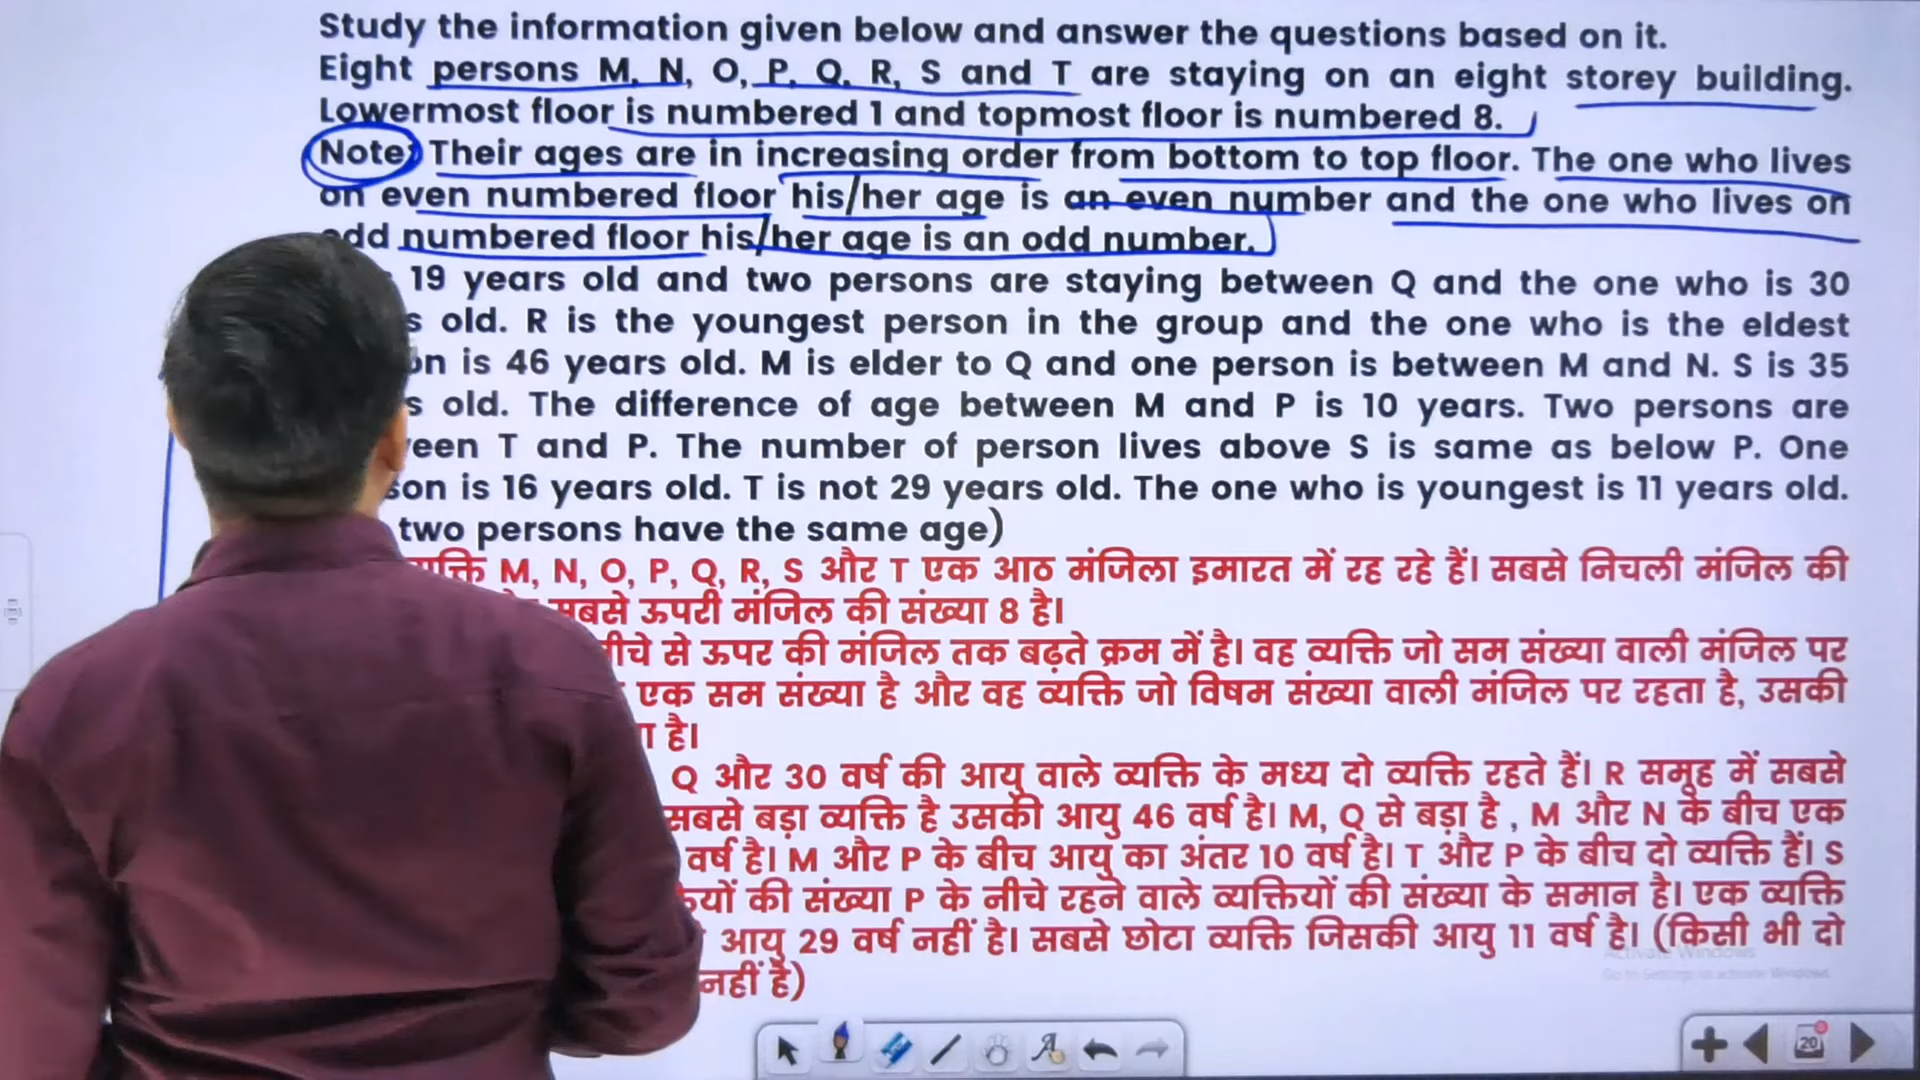 Study the information given below and answer the questions based on it.
Eight persons M, N, O, P, Q, R, S and T are staying on an eight storey building.
Lowermost floor is numbered 1 and topmost floor is numbered 8.
Note: Their ages are in increasing order from bottom to top floor. The one who lives
on even numbered floor his/her age is an even number and the one who lives on
odd numbered floor his/her age is an odd number.
19 years old and two persons are staying between Q and the one who is 30
old. R is the youngest person in the group and the one who is the eldest
is 46 years old. M is elder to Q and one person is between M and N. S is 35
old. The difference of age between M and P is 10 years. Two persons are
T and P. The number of person lives above S is same as below P. One
is 16 years old. T is not 29 years old. The one who is youngest is 11 years old.
two persons have the same age)
M, N, O, P, Q, R, S और T एक आठ मंजिला इमारत में रह रहे हैं। सबसे निचली मंजिल की
सबसे ऊपरी मंजिल की संख्या 8 है।
से ऊपर की मंजिल तक बढ़ते क्रम में है। वह व्यक्ति जो सम संख्या वाली मंजिल पर
एक सम संख्या है और वह व्यक्ति जो विषम संख्या वाली मंजिल पर रहता है, उसकी
है।
Q और 30 वर्ष की आयु वाले व्यक्ति के मध्य दो व्यक्ति रहते हैं। R समूह में सबसे
सबसे बड़ा व्यक्ति है उसकी आयु 46 वर्ष है। M, Q से बड़ा है , M और N के बीच एक
वर्ष है। M और P के बीच आयु का अंतर 10 वर्ष है। T और P के बीच दो व्यक्ति हैं। S
की संख्या P के नीचे रहने वाले व्यक्तियों की संख्या के समान है। एक व्यक्ति
आयु 29 वर्ष नहीं है। सबसे छोटा व्यक्ति जिसकी आयु 11 वर्ष है। (किसी भी दो
नहीं है)
Activate Windows
Go to Settings to activate Windows.
20